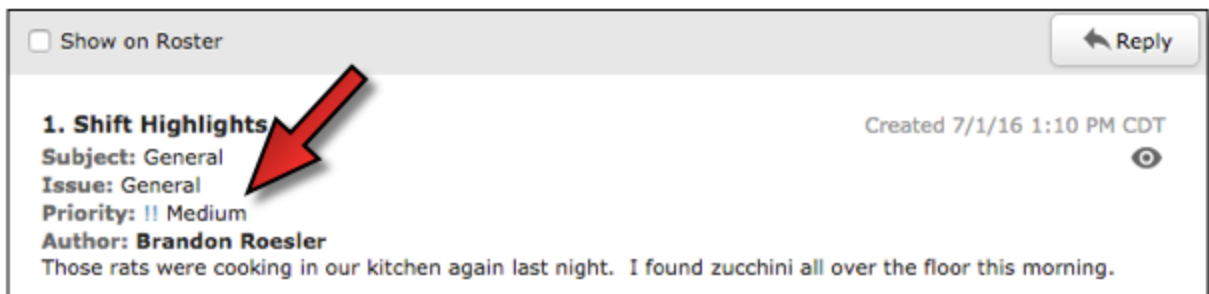 Show on Roster
Reply
1. Shift Highlights
Created 7/1/16 1:10 PM CDT
Subject: General
Issue: General
Priority: !! Medium
Author: Brandon Roesler
Those rats were cooking in our kitchen again last night.  I found zucchini all over the floor this morning.